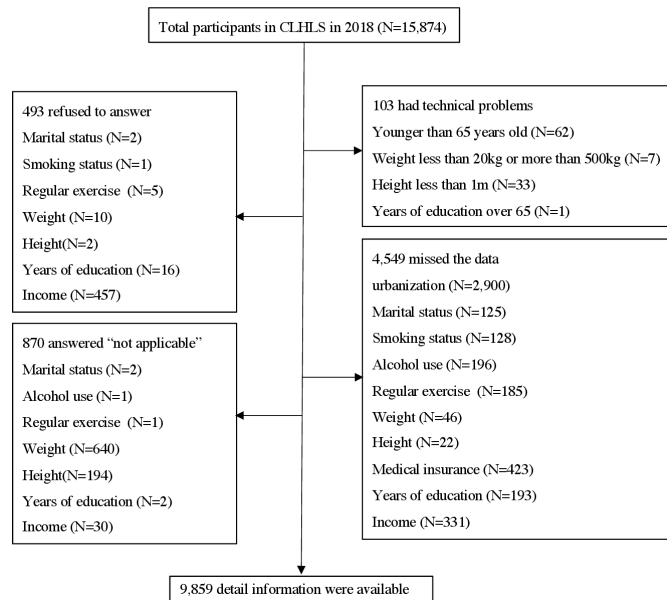 Total participants in CLHLS in 2018 (N=15,874)
103 had technical problems
Younger than 65 years old (N=62)
Weight less than 20kg or more than 500kg (N=7)
Height less than 1m (N=33)
Years of education over 65 (N=1)
493 refused to answer
Marital status (N=2)
Smoking status (N=1)
Regular exercise (N=5)
Weight (N=10)
Height(N=2)
Years of education (N=16)
Income (N=457)
4,549 missed the data
urbanization (N=2,900)
Marital status (N=125)
Smoking status (N=128)
Alcohol use (N=196)
Regular exercise (N=185)
Weight (N=46)
Height (N=22)
Medical insurance (N=423)
Years of education (N=193)
Income (N=331)
870 answered “not applicable”
Marital status (N=2)
Alcohol use (N=1)
Regular exercise (N=1)
Weight (N=640)
Height(N=194)
Years of education (N=2)
Income (N=30)
9,859 detail information were available